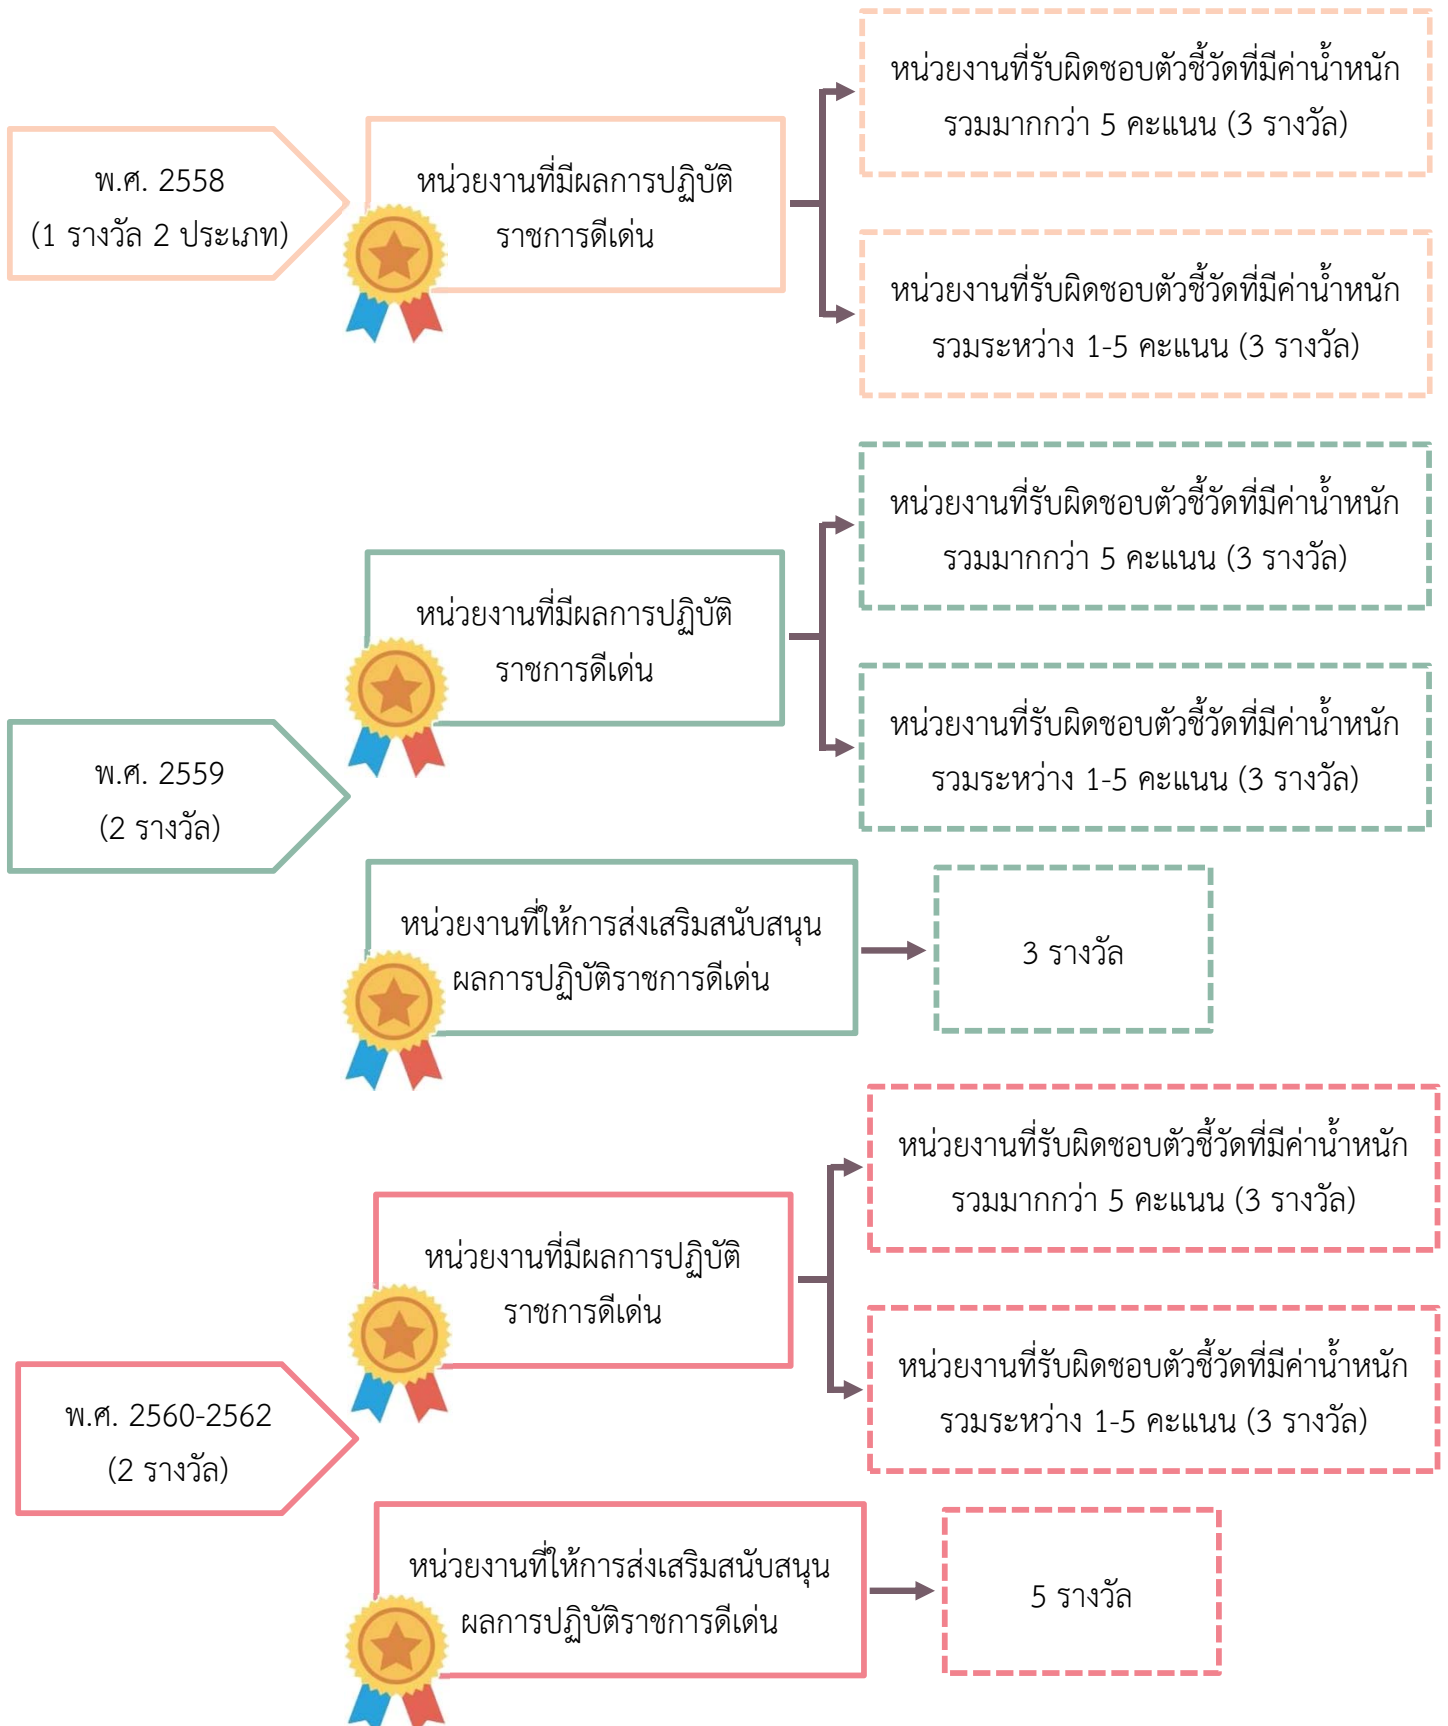 พ.ศ. 2558
(1 รางวัล 2 ประเภท)
หน่วยงานที่มีผลการปฏิบัติ
ราชการดีเด่น
หน่วยงานที่รับผิดชอบตัวชี้วัดที่มีค่าน้ำหนัก
รวมมากกว่า 5 คะแนน (3 รางวัล)
หน่วยงานที่รับผิดชอบตัวชี้วัดที่มีค่าน้ำหนัก
รวมระหว่าง 1-5 คะแนน (3 รางวัล)
พ.ศ. 2559
(2 รางวัล)
หน่วยงานที่มีผลการปฏิบัติ
ราชการดีเด่น
หน่วยงานที่รับผิดชอบตัวชี้วัดที่มีค่าน้ำหนัก
รวมมากกว่า 5 คะแนน (3 รางวัล)
หน่วยงานที่รับผิดชอบตัวชี้วัดที่มีค่าน้ำหนัก
รวมระหว่าง 1-5 คะแนน (3 รางวัล)
หน่วยงานที่ให้การส่งเสริมสนับสนุน
ผลการปฏิบัติราชการดีเด่น
3 รางวัล
พ.ศ. 2560-2562
(2 รางวัล)
หน่วยงานที่มีผลการปฏิบัติ
ราชการดีเด่น
หน่วยงานที่รับผิดชอบตัวชี้วัดที่มีค่าน้ำหนัก
รวมมากกว่า 5 คะแนน (3 รางวัล)
หน่วยงานที่รับผิดชอบตัวชี้วัดที่มีค่าน้ำหนัก
รวมระหว่าง 1-5 คะแนน (3 รางวัล)
หน่วยงานที่ให้การส่งเสริมสนับสนุน
ผลการปฏิบัติราชการดีเด่น
5 รางวัล